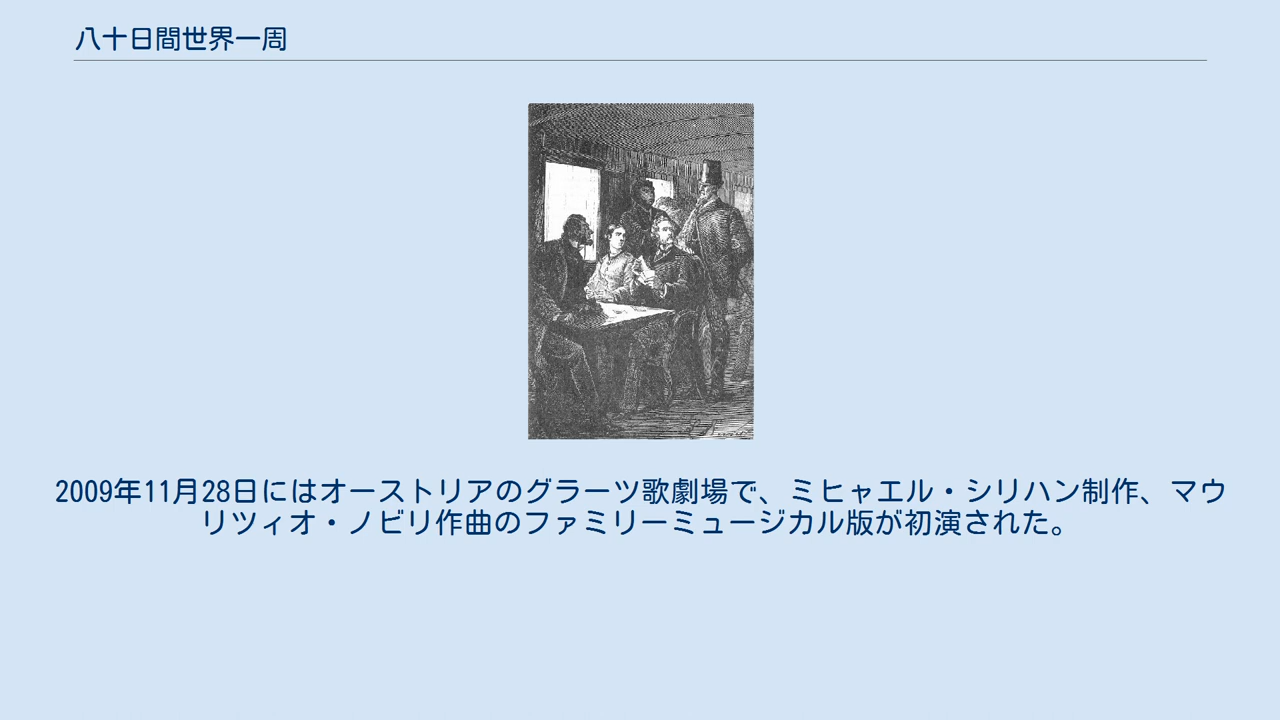 八十日間世界一周
2009年11月28日にはオーストリアのグラーツ歌劇場で、ミヒャエル・シリハン制作、マウ
リツィオ・ノビリ作曲のファミリーミュージカル版が初演された。